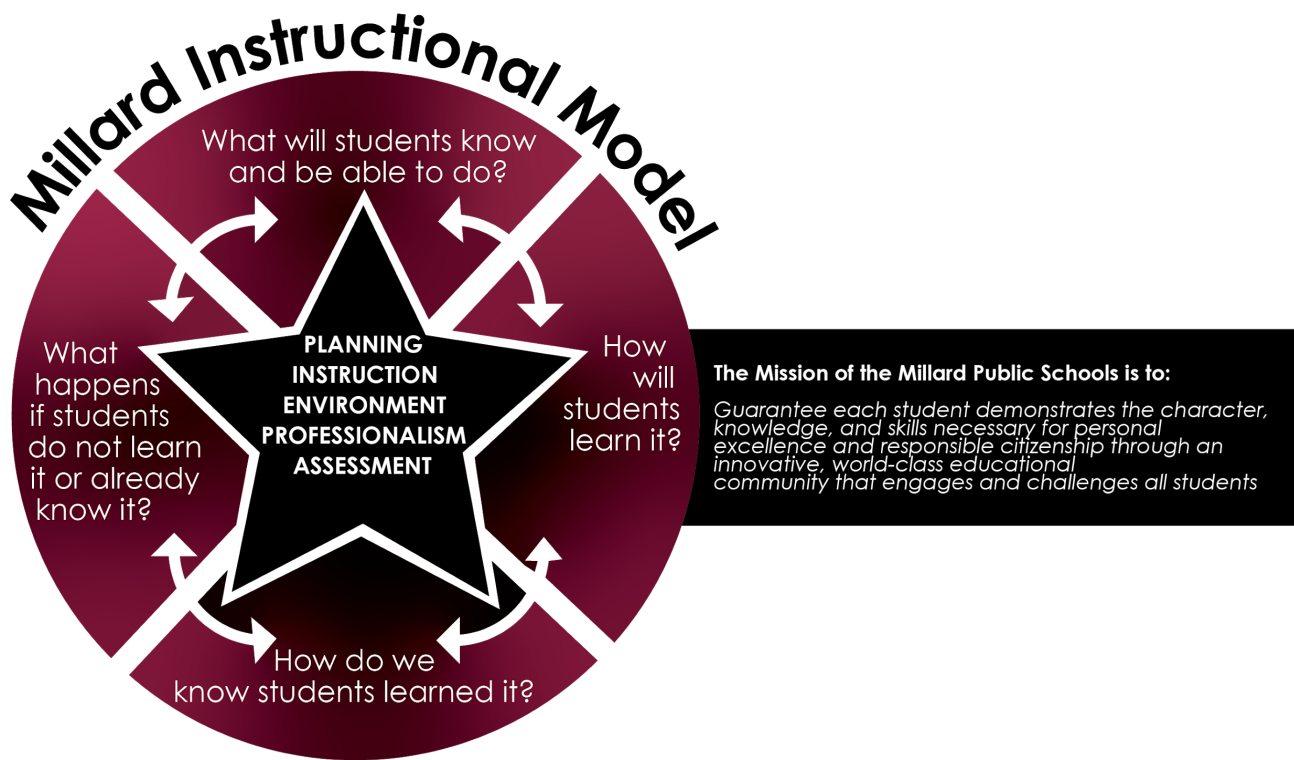 Millard Instructional Model
What will students know
and be able to do?
What
happens
if students
do not learn
it or already
know it?
PLANNING
INSTRUCTION
ENVIRONMENT
PROFESSIONALISM
ASSESSMENT
How
will
students
learn it?
How do we
know students learned it?
The Mission of the Millard Public Schools is to:
Guarantee each student demonstrates the character,
knowledge, and skills necessary for personal
excellence and responsible citizenship through an
innovative, world-class educational
community that engages and challenges all students